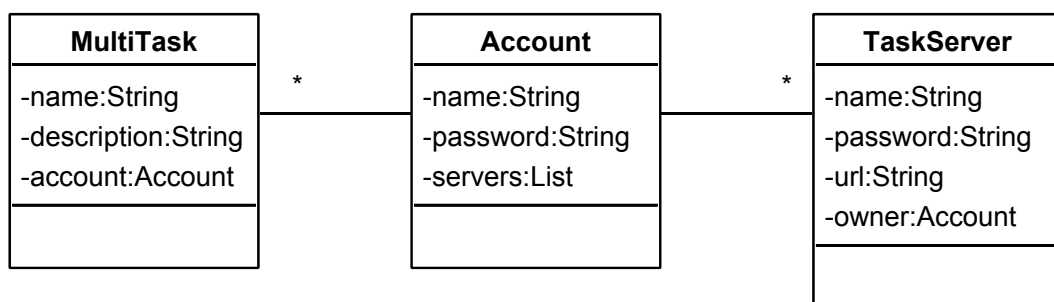 MultiTask
-name:String
-description:String
-account:Account
*
Account
-name:String
-password:String
-servers:List
*
TaskServer
-name:String
-password:String
-url:String
-owner:Account